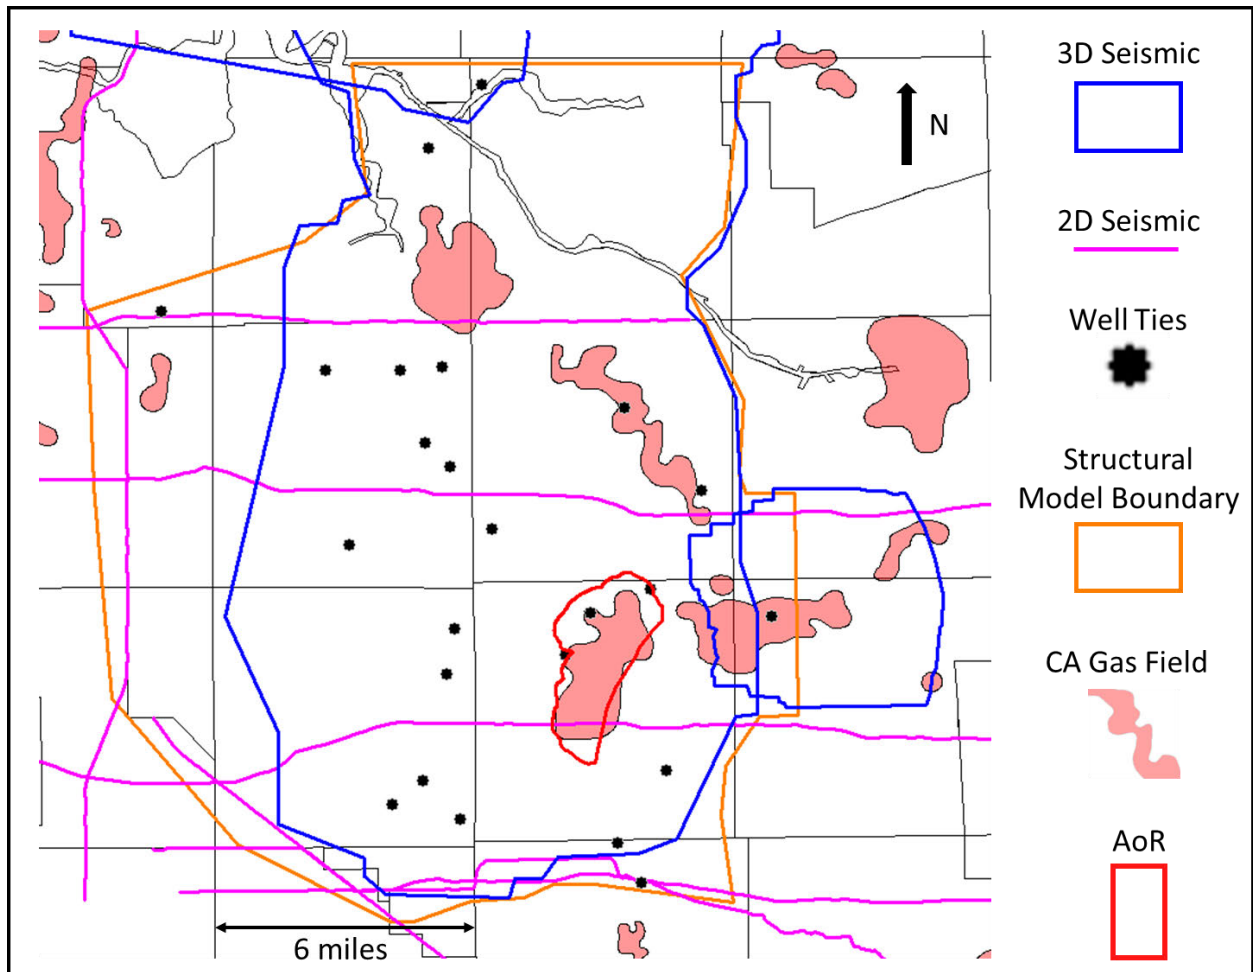 3D Seismic
N
2D Seismic
Well Ties
Structural
Model Boundary
CA Gas Field
AoR
6 miles